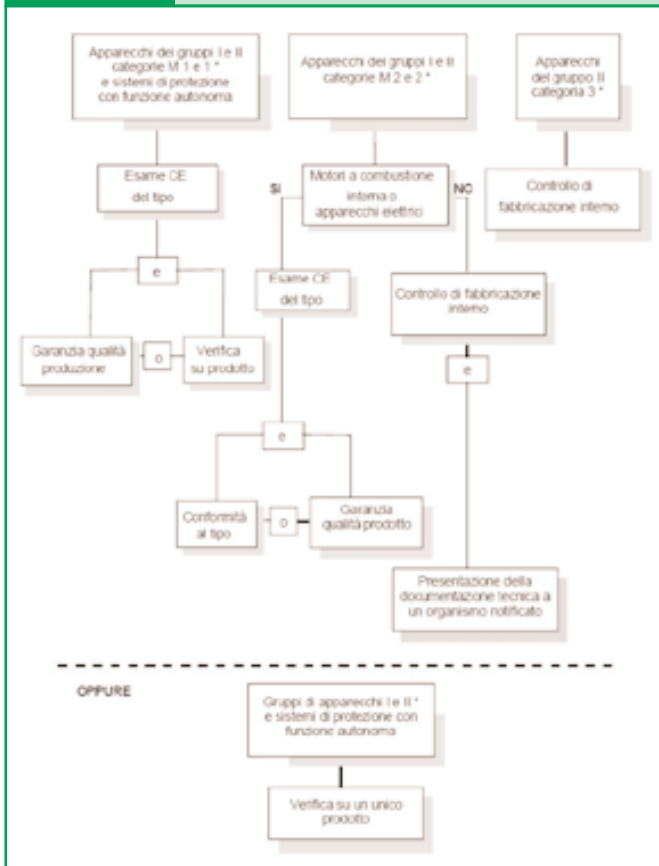 Apparecchi dei gruppi I e II
categorie M 1 e 1 *
e sistemi di protezione
con funzione autonoma
Apparecchi dei gruppi I e II
categorie M 2 e 2 *
Apparecchi
del gruppo II
categoria 3 *
Esame CE
del tipo
SI
Motori a combustione
interna o
apparecchi elettrici
NO
Controllo di
fabbricazione interno
e
Esame CE
del tipo
Controllo di fabbricazione
interno
Garanzia qualità
produzione
o
Verifica
su prodotto
e
e
Conformità
al tipo
o
Garanzia
qualità prodotto
Presentazione della
documentazione tecnica a
un organismo notificato
OPPURE
Gruppi di apparecchi I e II *
e sistemi di protezione con
funzione autonoma
Verifica su un unico
prodotto